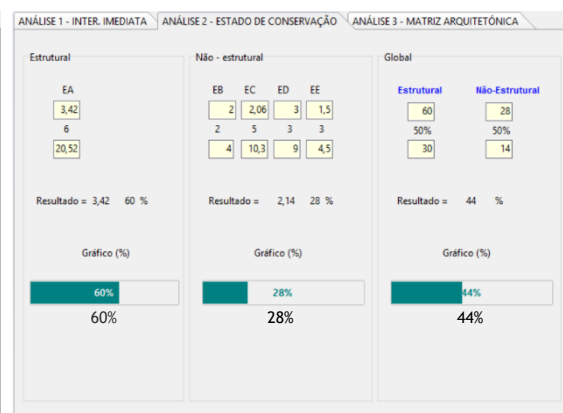 ANÁLISE 1 - INTER. IMEDIATA ANÁLISE 2 - ESTADO DE CONSERVAÇÃO ANÁLISE 3 - MATRIZ ARQUITETÓNICA
Estrutural
EA
3,42
6
20,52
Resultado = 3,42 60 %
Gráfico (%)
60%
60%
Não - estrutural
EB EC ED EE
2 2,06 3 1,5
2 5 3 3
4 10,3 9 4,5
Resultado = 2,14 28 %
Gráfico (%)
28%
28%
Global
Estrutural Não-Estrutural
60 28
50% 50%
30 14
Resultado = 44 %
Gráfico (%)
44%
44%